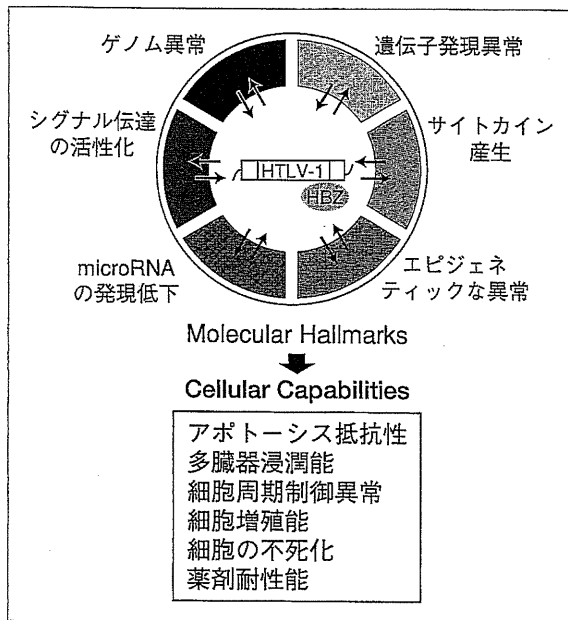 ゲノム異常
遺伝子発現異常
シグナル伝達
の活性化
サイトカイン
産生
HTLV-1
HBZ
microRNA
の発現低下
エピジェネ
ティックな異常
Molecular Hallmarks
Cellular Capabilities
アポトーシス抵抗性
多臓器浸潤能
細胞周期制御異常
細胞増殖能
細胞の不死化
薬剤耐性能